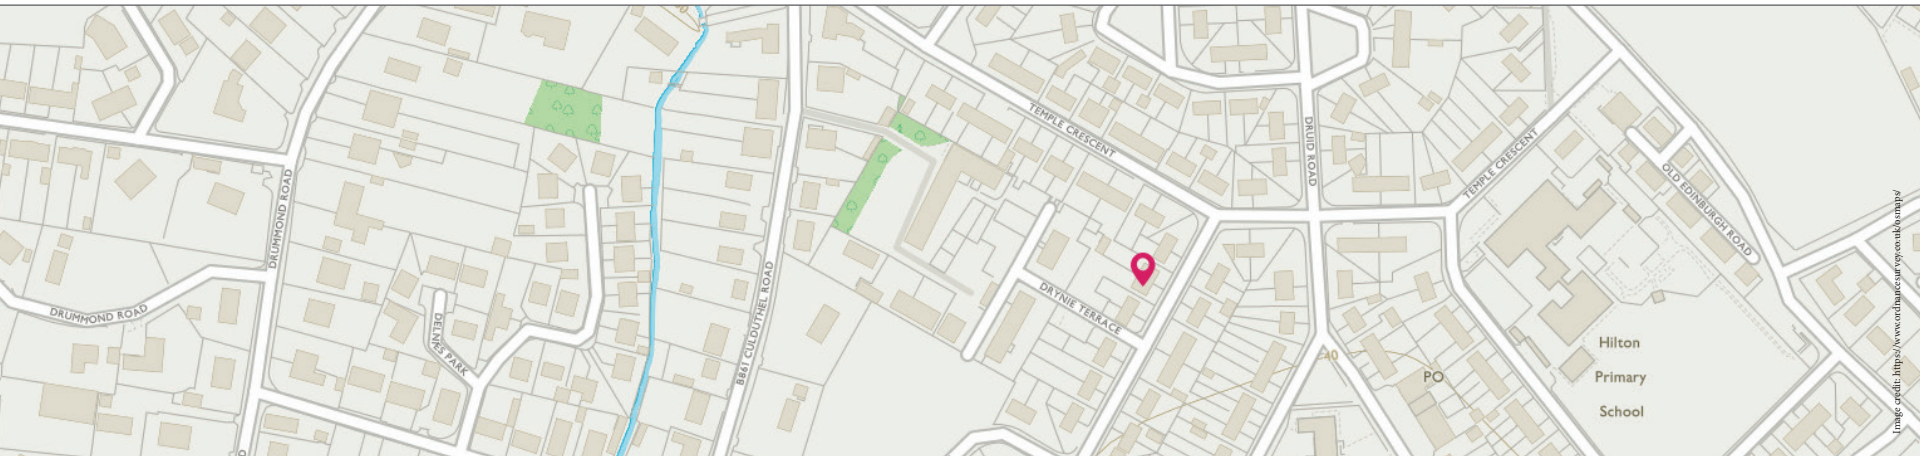 TEMPLE CRESCENT
DRUID ROAD
TEMPLE CRESCENT
OLD EDINBURGH ROAD
DRUMMOND ROAD
DRUMMOND ROAD
DELNIES PARK
B861 CULDUTHEL ROAD
DRYNIE TERRACE
40
PO
Hilton
Primary
School
Image credit: https://www.ordnancesurvey.co.uk/osmaps/